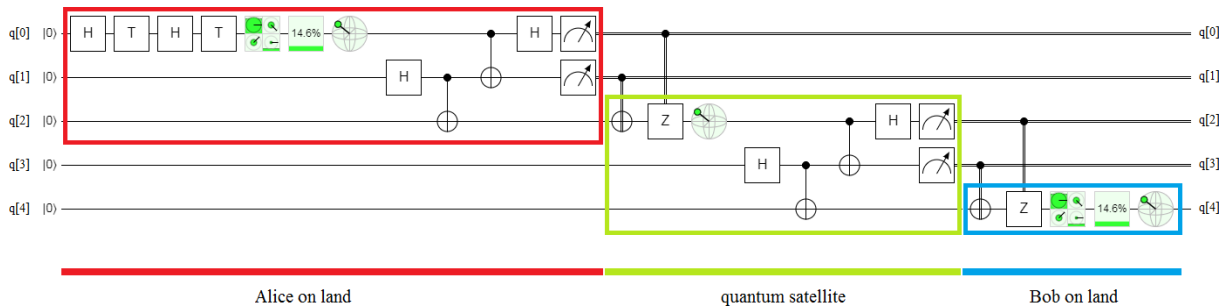 q[0] |0⟩ H T H T 14.6% H q[0]
q[1] |0⟩ H q[1]
q[2] |0⟩ Z H q[2]
q[3] |0⟩ H q[3]
q[4] |0⟩ Z 14.6% q[4]
Alice on land quantum satellite Bob on land